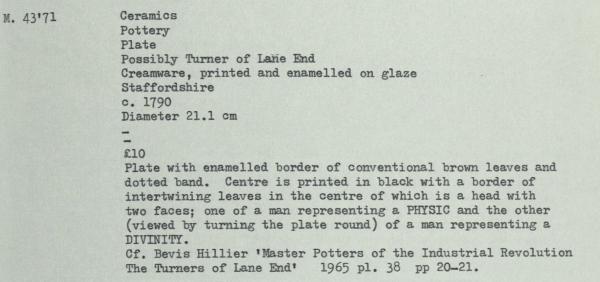 M. 43'71 Ceramics
Pottery
Plate
Possibly Turner of Lane End
Creamware, printed and enamelled on glaze
Staffordshire
c. 1790
Diameter 21.1 cm
–
–
£10
Plate with enamelled border of conventional brown leaves and
dotted band. Centre is printed in black with a border of
intertwining leaves in the centre of which is a head with
two faces; one of a man representing a PHYSIC and the other
(viewed by turning the plate round) of a man representing a
DIVINITY.
Cf. Bevis Hillier 'Master Potters of the Industrial Revolution
The Turners of Lane End' 1965 pl. 38 pp 20–21.